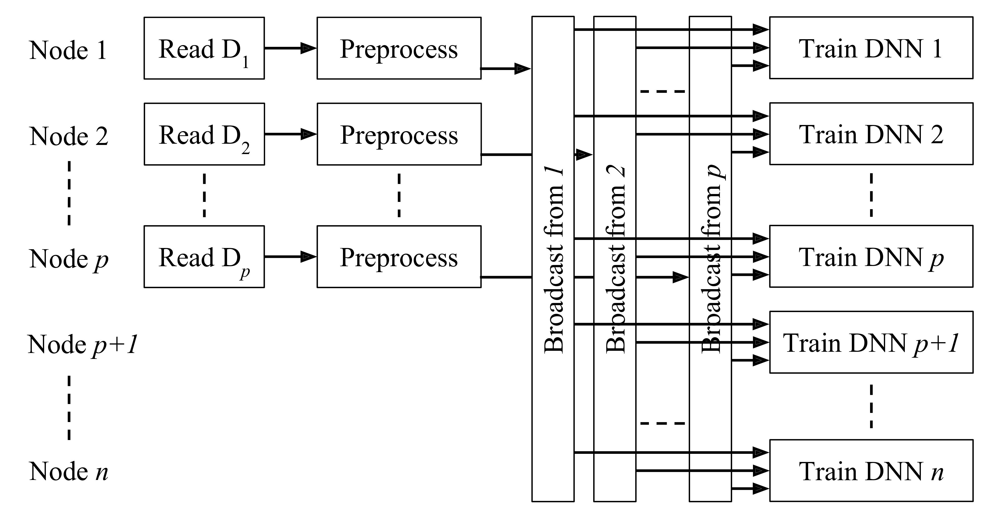 Node 1
Read D1
Preprocess
Train DNN 1
Node 2
Read D2
Preprocess
Train DNN 2
Broadcast from 1
Broadcast from 2
Broadcast from p
Node p
Read Dp
Preprocess
Train DNN p
Node p+1
Train DNN p+1
Node n
Train DNN n